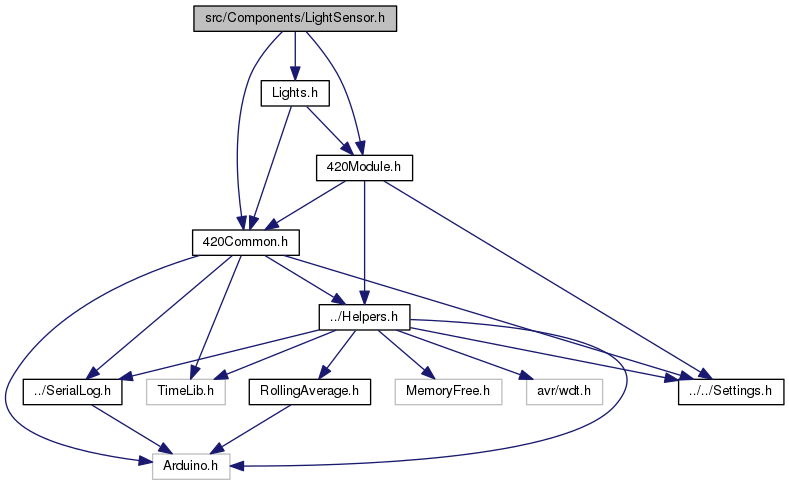 src/Components/LightSensor.h
Lights.h
420Module.h
420Common.h
../Helpers.h
../SerialLog.h
TimeLib.h
RollingAverage.h
MemoryFree.h
avr/wdt.h
../../Settings.h
Arduino.h